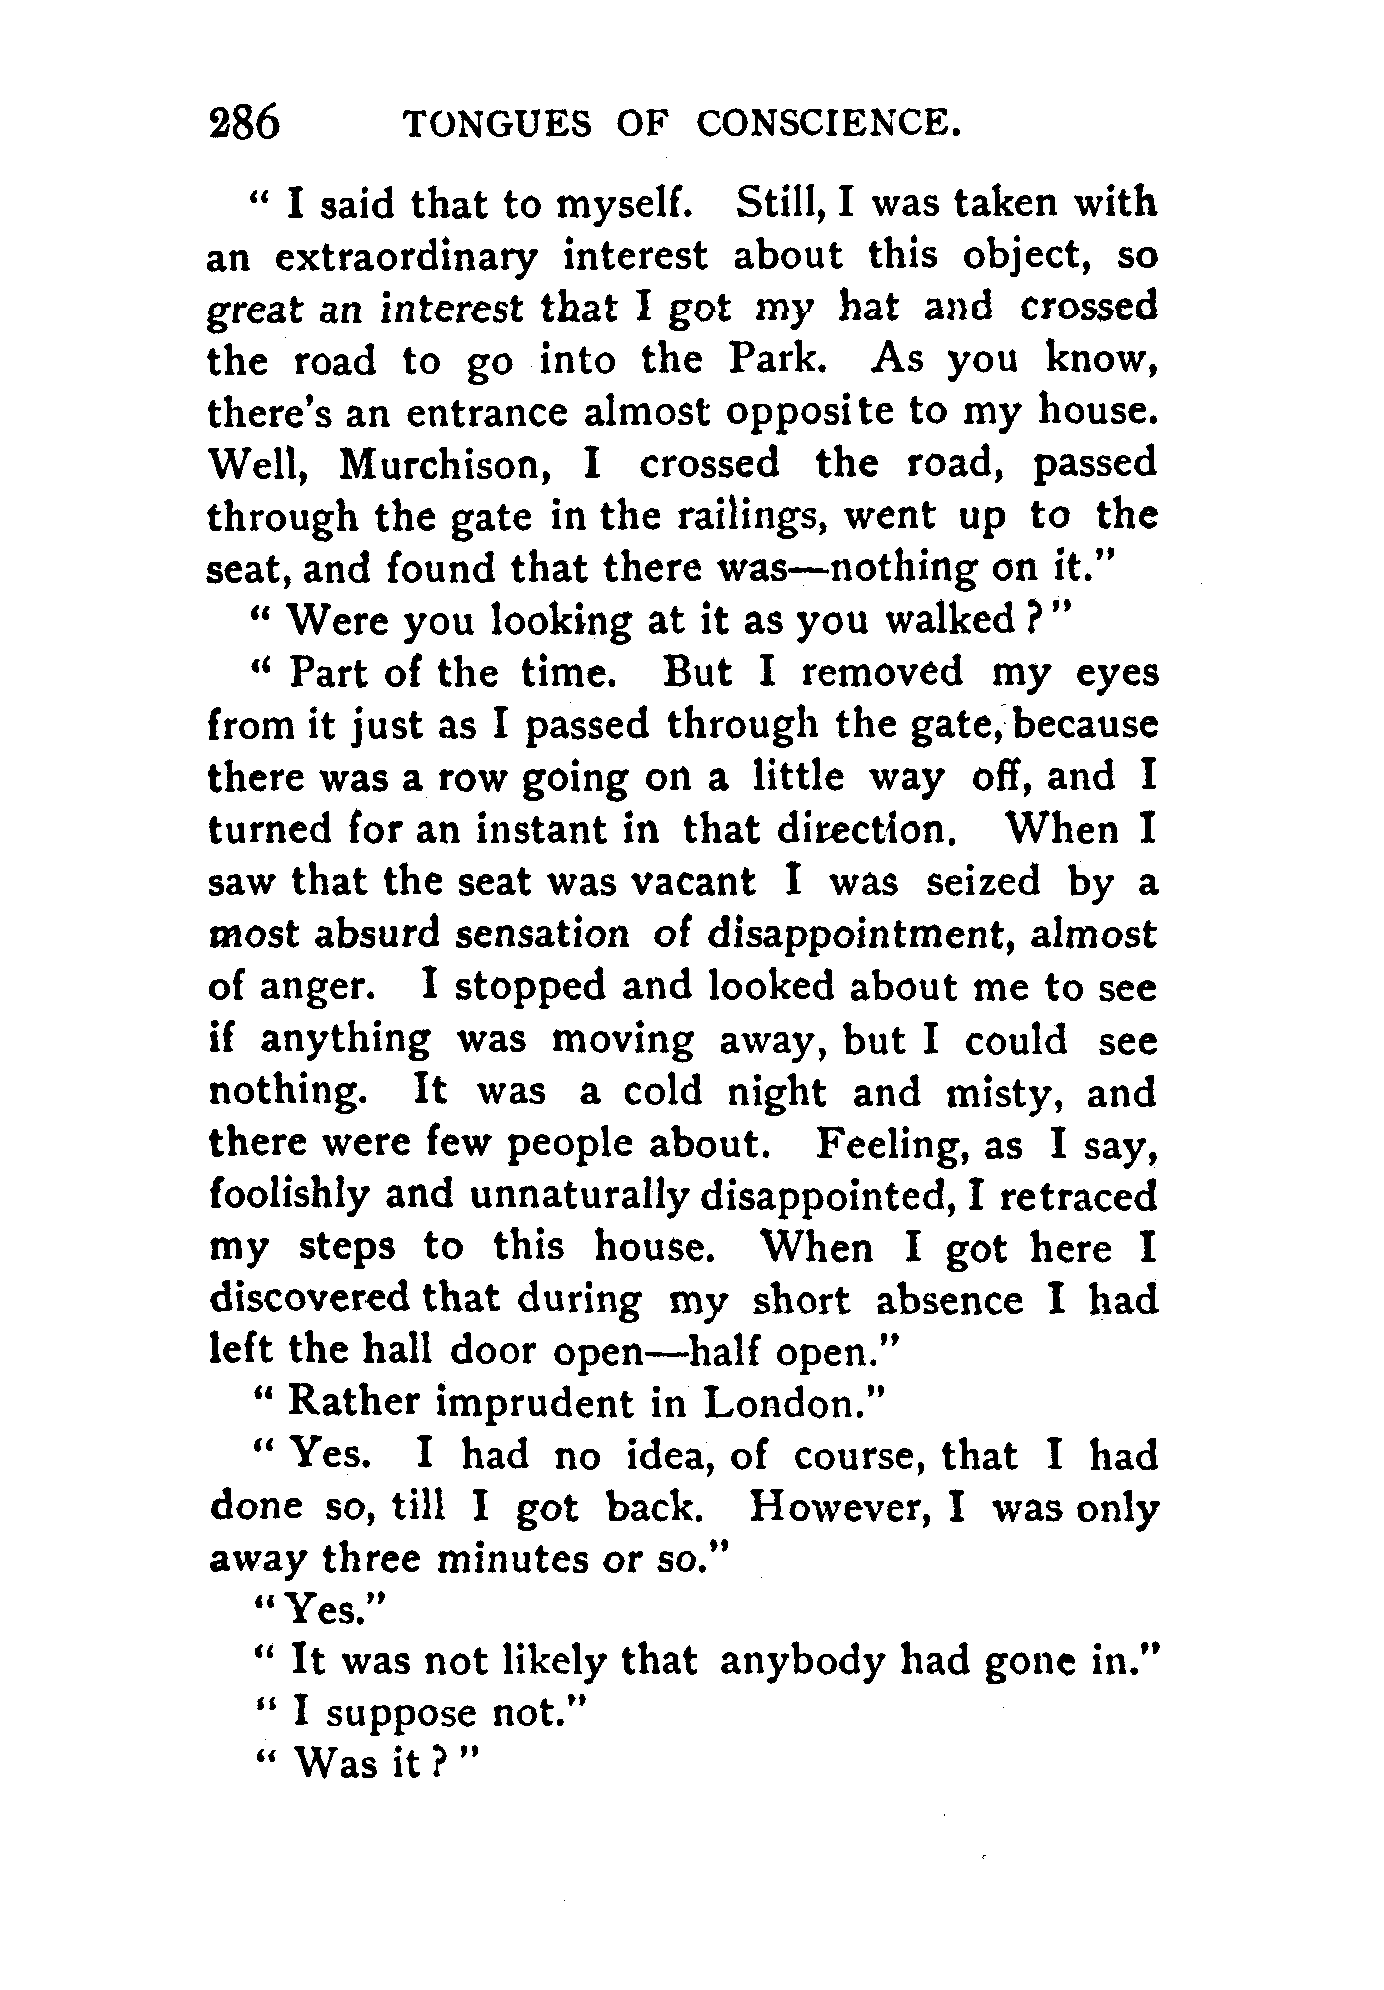 286 TONGUES OF CONSCIENCE.
" I said that to myself. Still, I was taken with
an extraordinary interest about this object, so
great an interest that I got my hat and crossed
the road to go into the Park. As you know,
there's an entrance almost opposite to my house.
Well, Murchison, I crossed the road, passed
through the gate in the railings, went up to the
seat, and found that there was—nothing on it."
" Were you looking at it as you walked ?"
" Part of the time. But I removed my eyes
from it just as I passed through the gate, because
there was a row going on a little way off, and I
turned for an instant in that direction. When I
saw that the seat was vacant I was seized by a
most absurd sensation of disappointment, almost
of anger. I stopped and looked about me to see
if anything was moving away, but I could see
nothing. It was a cold night and misty, and
there were few people about. Feeling, as I say,
foolishly and unnaturally disappointed, I retraced
my steps to this house. When I got here I
discovered that during my short absence I had
left the hall door open—half open."
" Rather imprudent in London."
" Yes. I had no idea, of course, that I had
done so, till I got back. However, I was only
away three minutes or so."
" Yes."
" It was not likely that anybody had gone in."
" I suppose not."
" Was it ? "